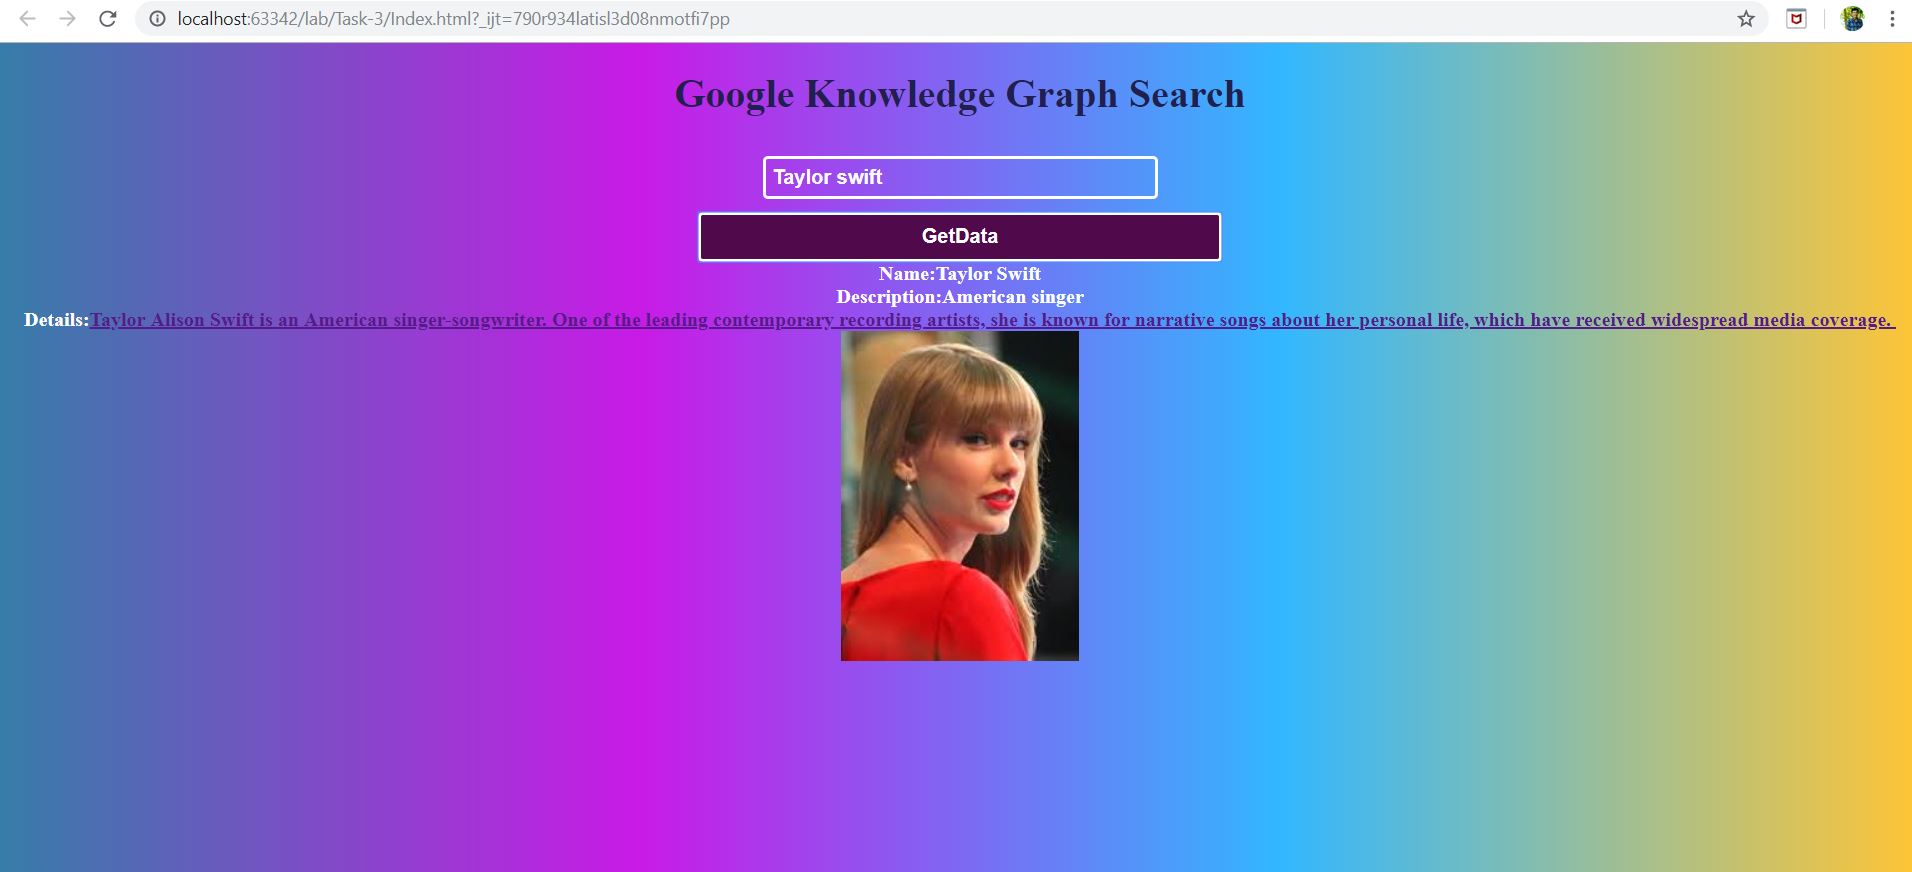 localhost:63342/lab/Task-3/Index.html?_ijt=790r934latisl3d08nmotfi7pp
Google Knowledge Graph Search
Taylor swift
GetData
Name:Taylor Swift
Description:American singer
Details:Taylor Alison Swift is an American singer-songwriter. One of the leading contemporary recording artists, she is known for narrative songs about her personal life, which have received widespread media coverage.